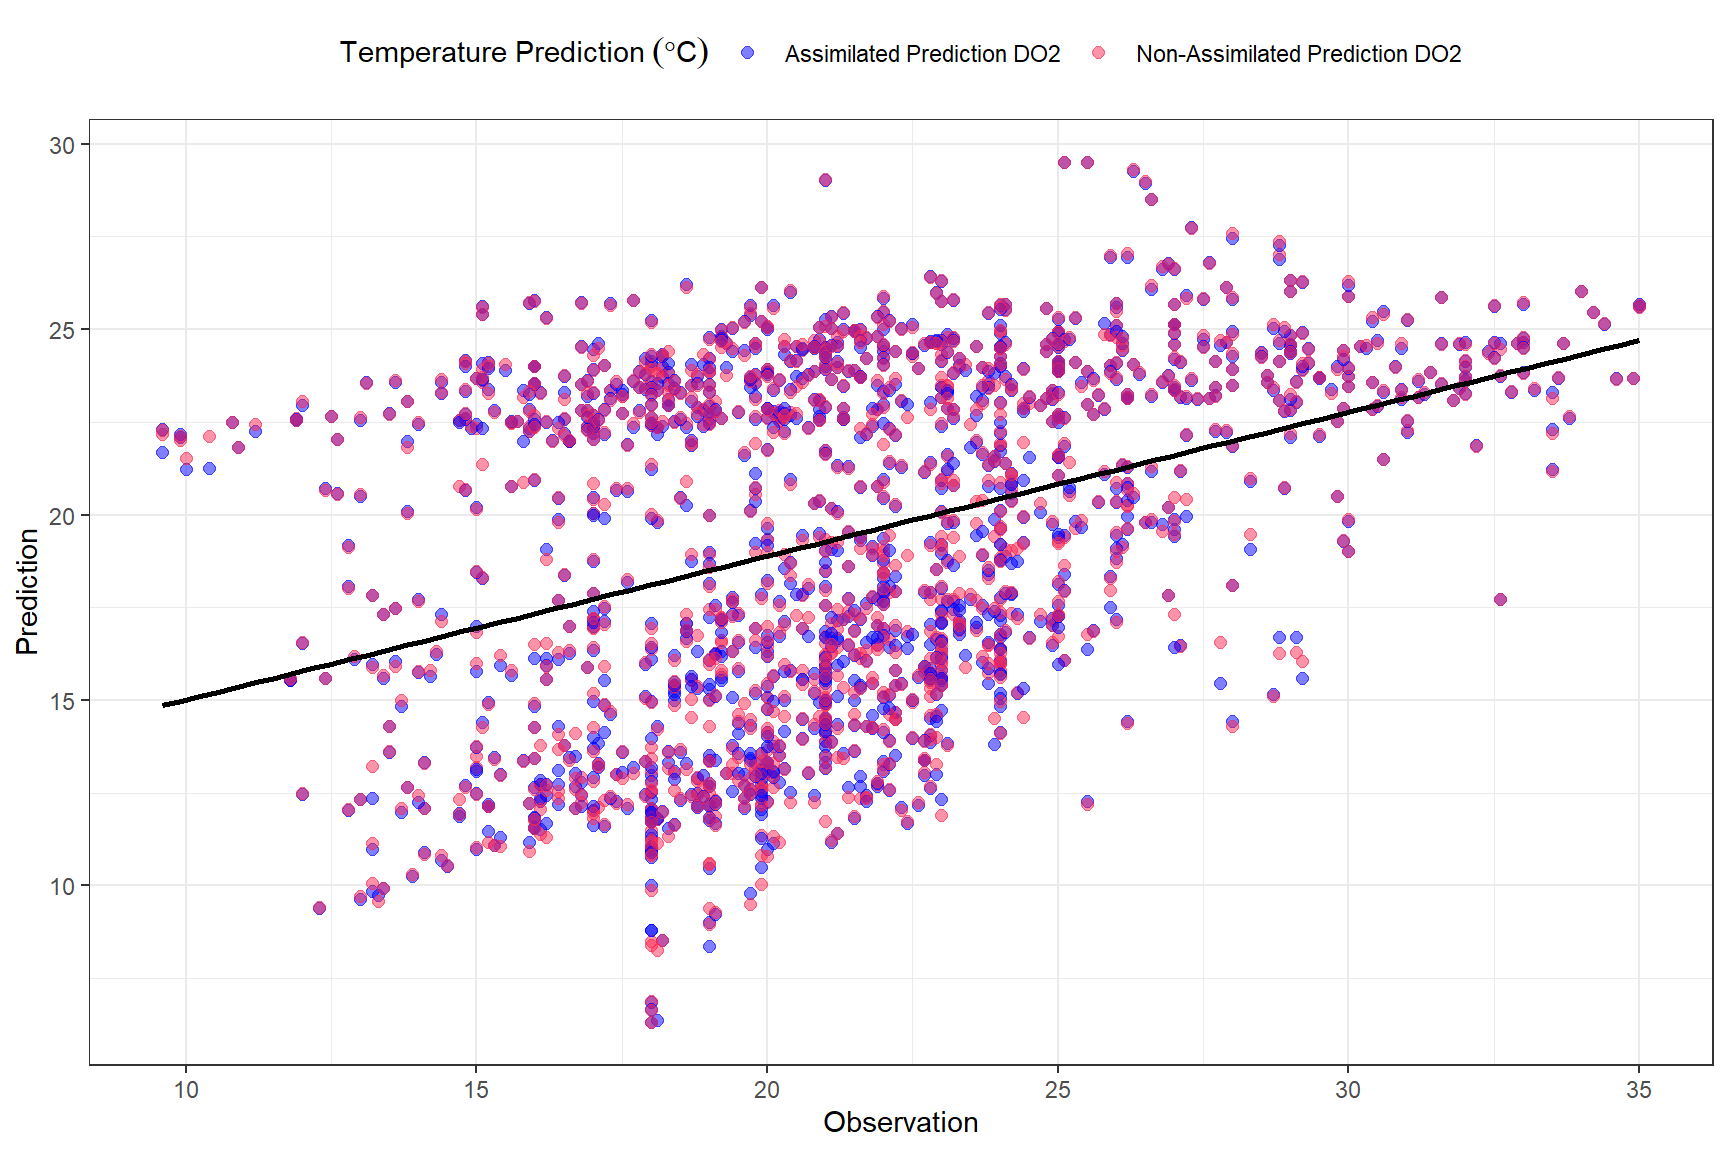 Temperature Prediction (°C) Assimilated Prediction DO2 Non-Assimilated Prediction DO2
30
25
20
15
10
Prediction
10 15 20 25 30 35
Observation